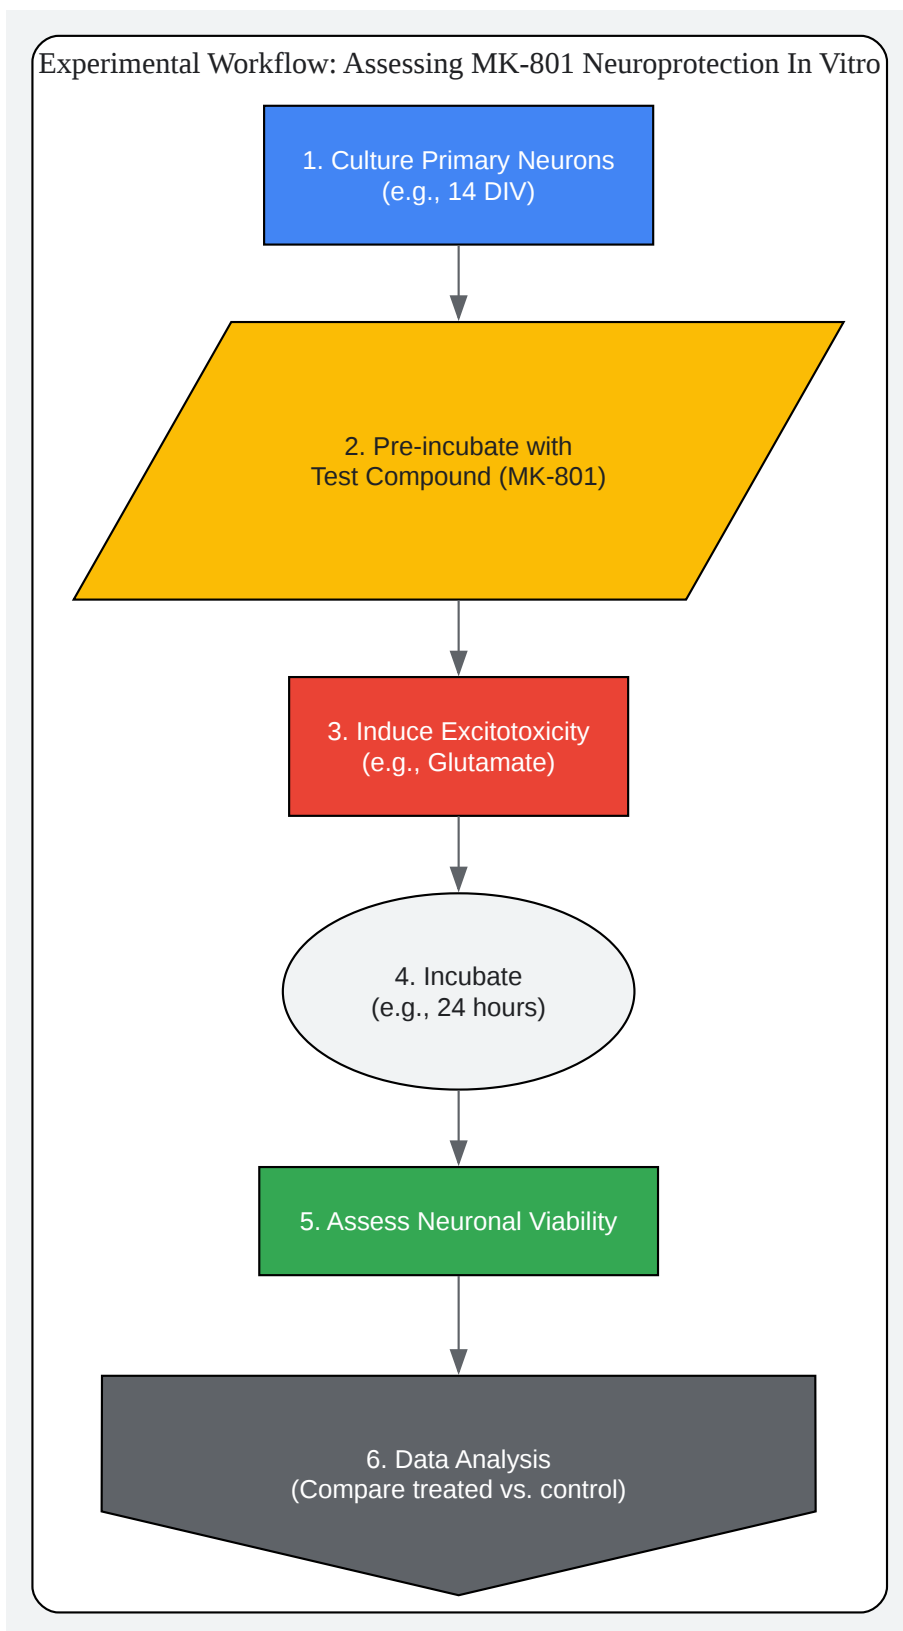 Experimental Workflow: Assessing MK-801 Neuroprotection In Vitro
1. Culture Primary Neurons
(e.g., 14 DIV)
2. Pre-incubate with
Test Compound (MK-801)
3. Induce Excitotoxicity
(e.g., Glutamate)
4. Incubate
(e.g., 24 hours)
5. Assess Neuronal Viability
6. Data Analysis
(Compare treated vs. control)